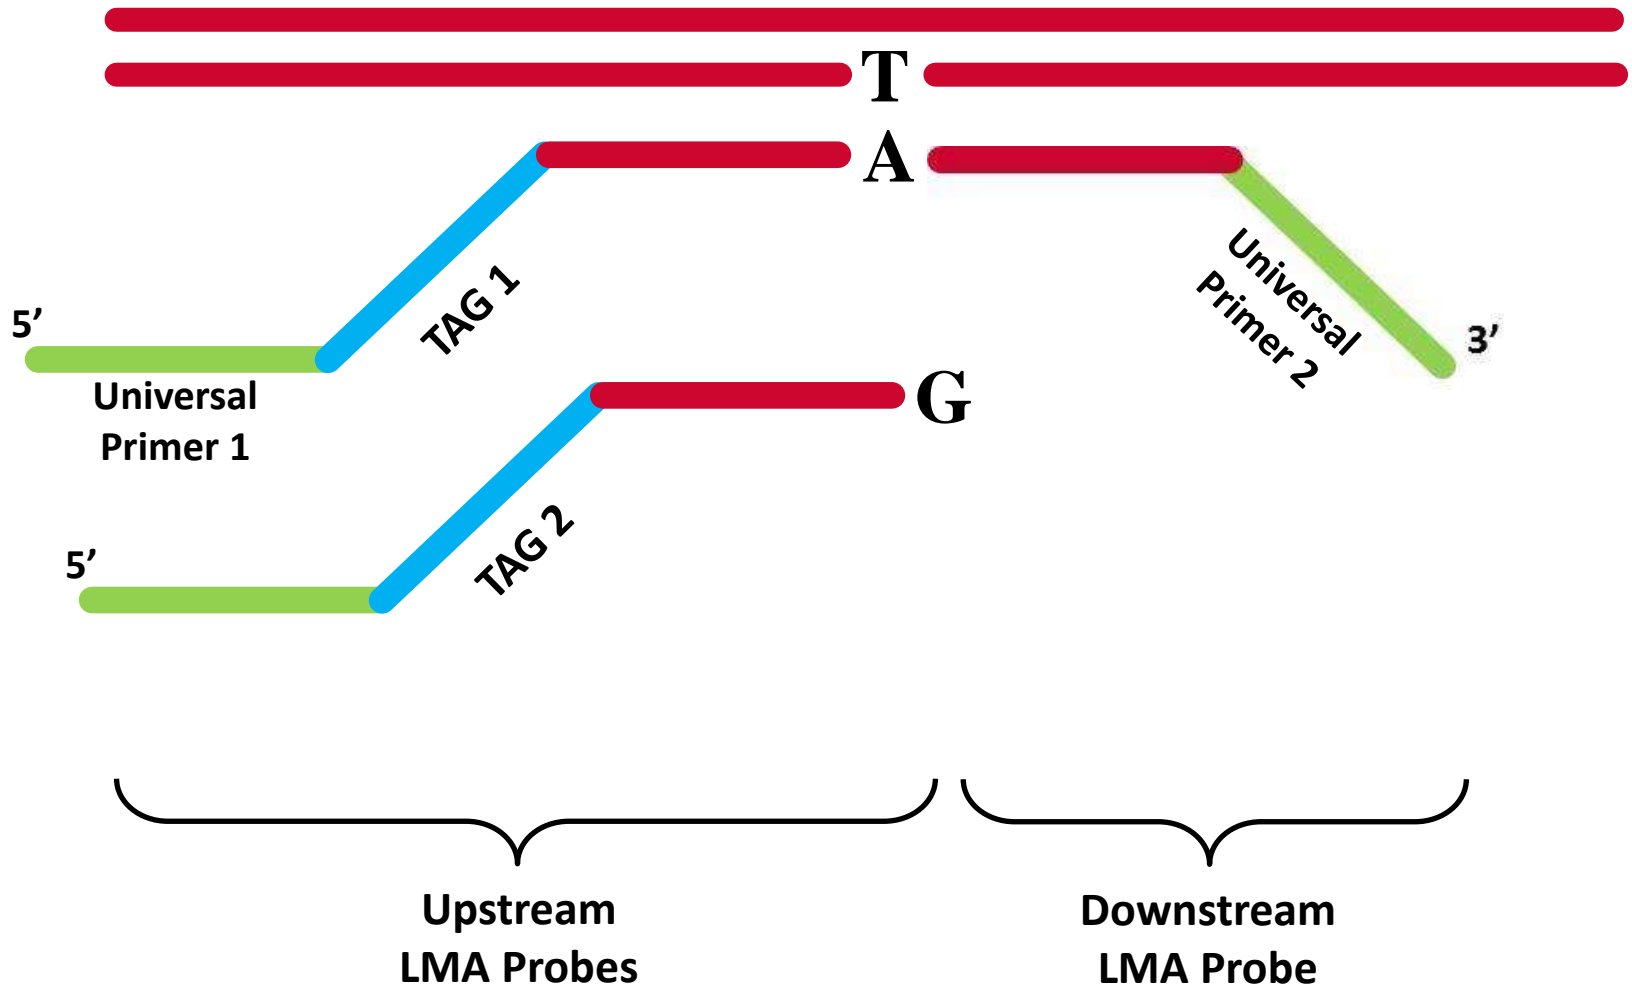 T
A
TAG 1
5’
Universal
Primer 1
Universal
Primer 2
3’
G
TAG 2
5’
Upstream
LMA Probes
Downstream
LMA Probe